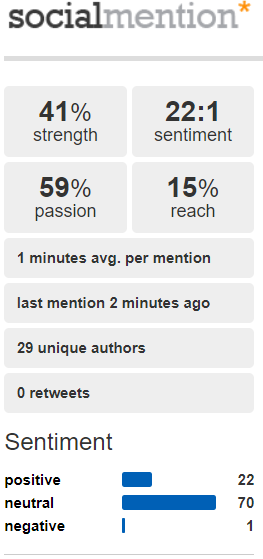 socialmention*
41% 22:1
strength sentiment
59% 15%
passion reach
1 minutes avg. per mention
last mention 2 minutes ago
29 unique authors
0 retweets
Sentiment
positive 22
neutral 70
negative 1